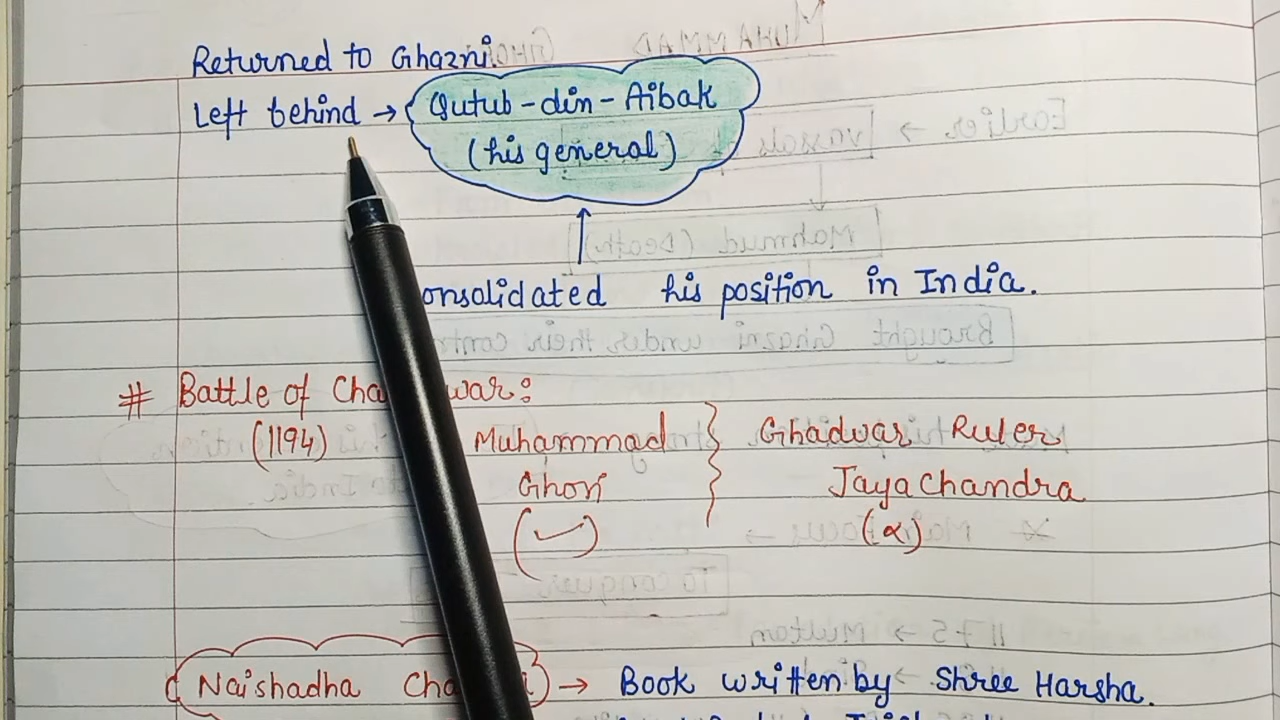 Returned to Ghazni.
Left behind → Qutub-din-Aibak
(his general)
onsolidated his position in India.
# Battle of Cha war:
(1194) Muhammad } Ghadwar Ruler
Ghori JayaChandra
Naishadha Cha → Book written by Shree Harsha.